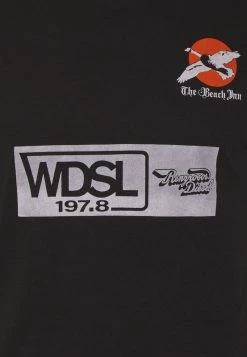 The Beach Inn
WDSL
197.8